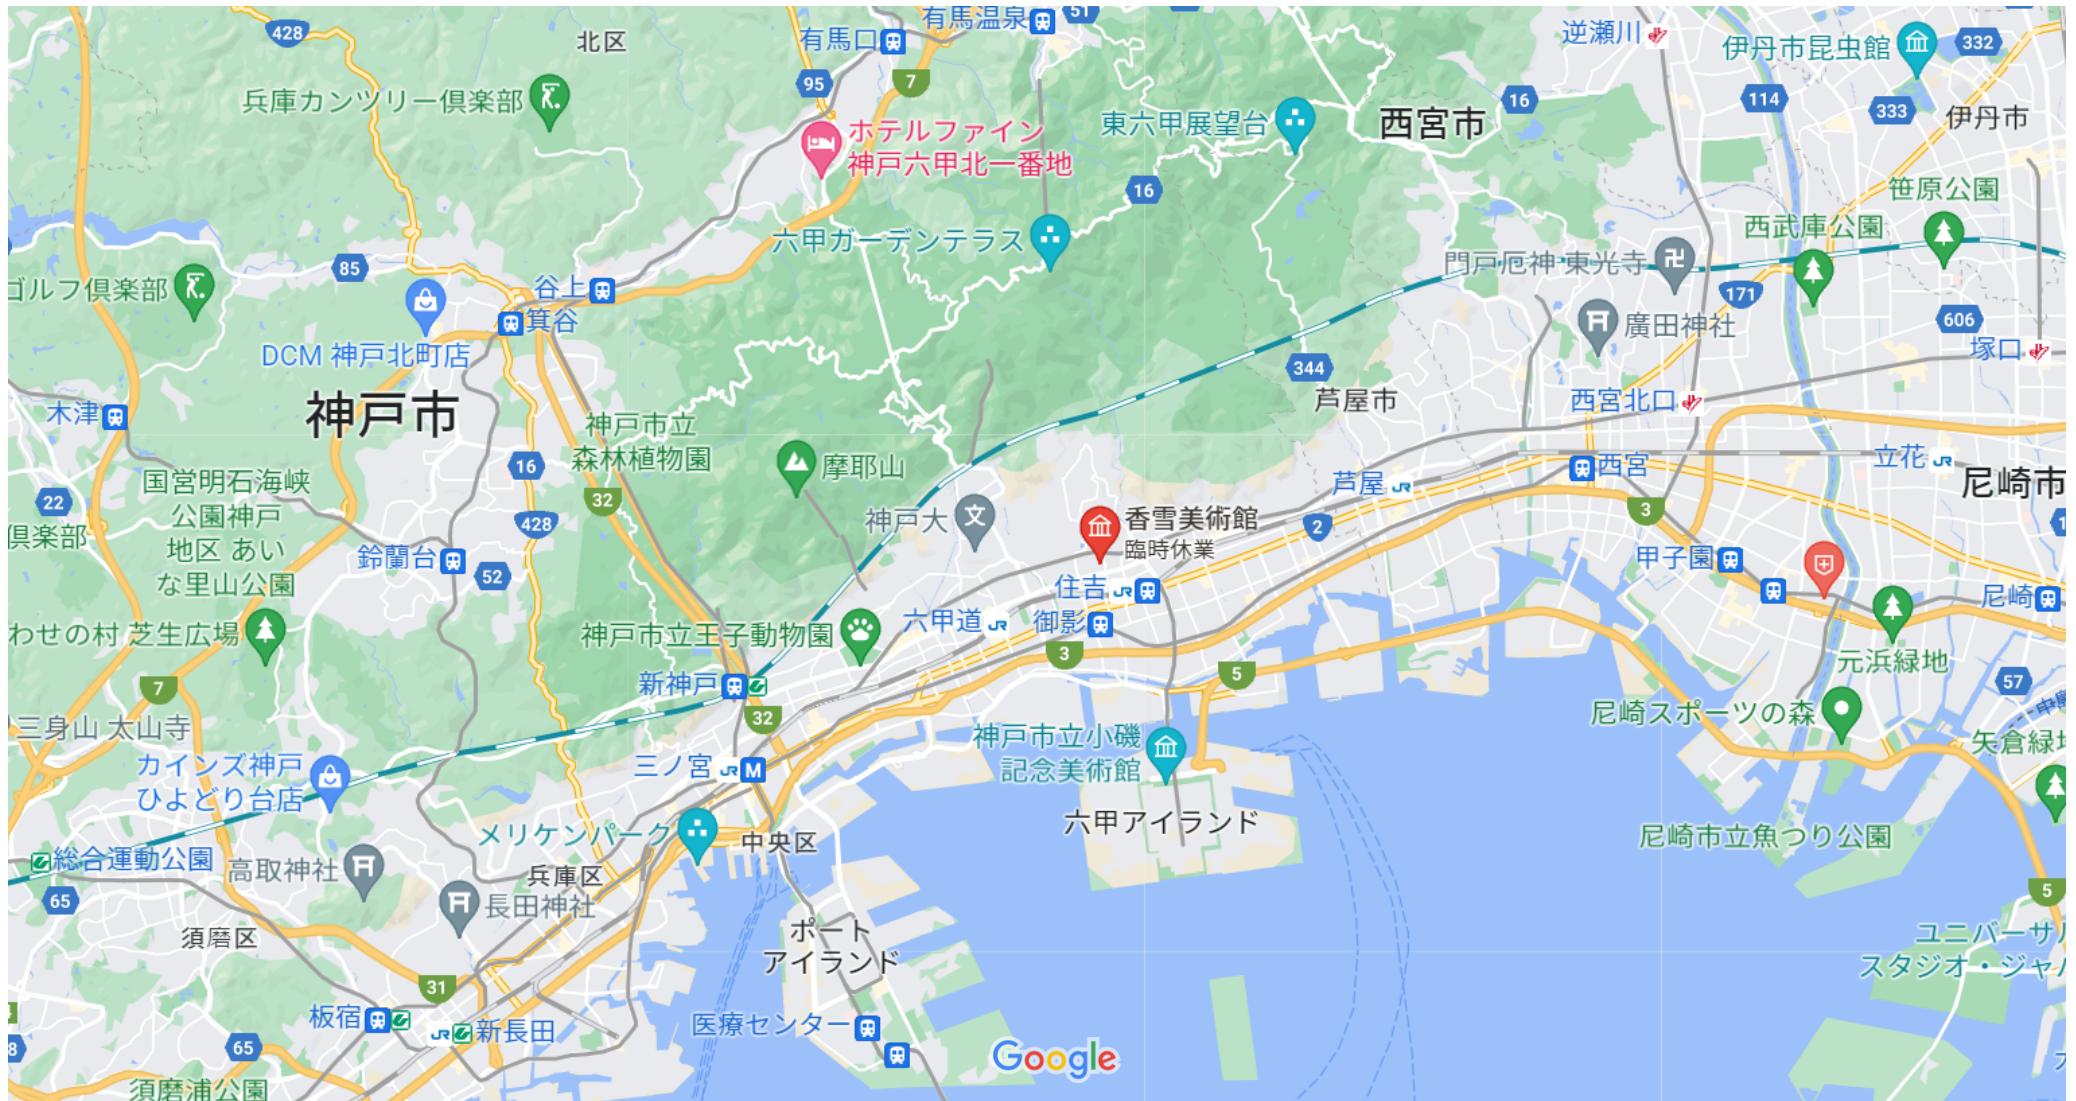 428
北区
有馬口
有馬温泉
51
逆瀬川
伊丹市昆虫館
332
兵庫カンツリー倶楽部
95
7
ホテルファイン
神戸六甲北一番地
東六甲展望台
西宮市
16
114
333
伊丹市
16
笹原公園
西武庫公園
六甲ガーデンテラス
門戸厄神 東光寺
ゴルフ倶楽部
85
谷上
箕谷
171
廣田神社
606
塚口
DCM 神戸北町店
344
芦屋市
神戸市
木津
西宮北口
神戸市立
森林植物園
16
摩耶山
32
国営明石海峡
公園神戸
地区 あい
な里山公園
22
倶楽部
428
神戸大
香雪美術館
臨時休業
芦屋
JR
西宮
立花
JR
尼崎市
2
3
鈴蘭台
52
住吉
JR
甲子園
尼崎
わせの村 芝生広場
神戸市立王子動物園
六甲道
JR
御影
3
元浜緑地
新神戸
7
32
5
57
三身山 太山寺
神戸市立小磯
記念美術館
尼崎スポーツの森
矢倉緑地
カインズ神戸
ひよどり台店
三ノ宮
JR
M
メリケンパーク
中央区
六甲アイランド
尼崎市立魚つり公園
総合運動公園
高取神社
兵庫区
65
長田神社
5
須磨区
ポート
アイランド
ユニバーサル
スタジオ・ジャパ
31
板宿
JR
新長田
医療センター
65
須磨浦公園
Google